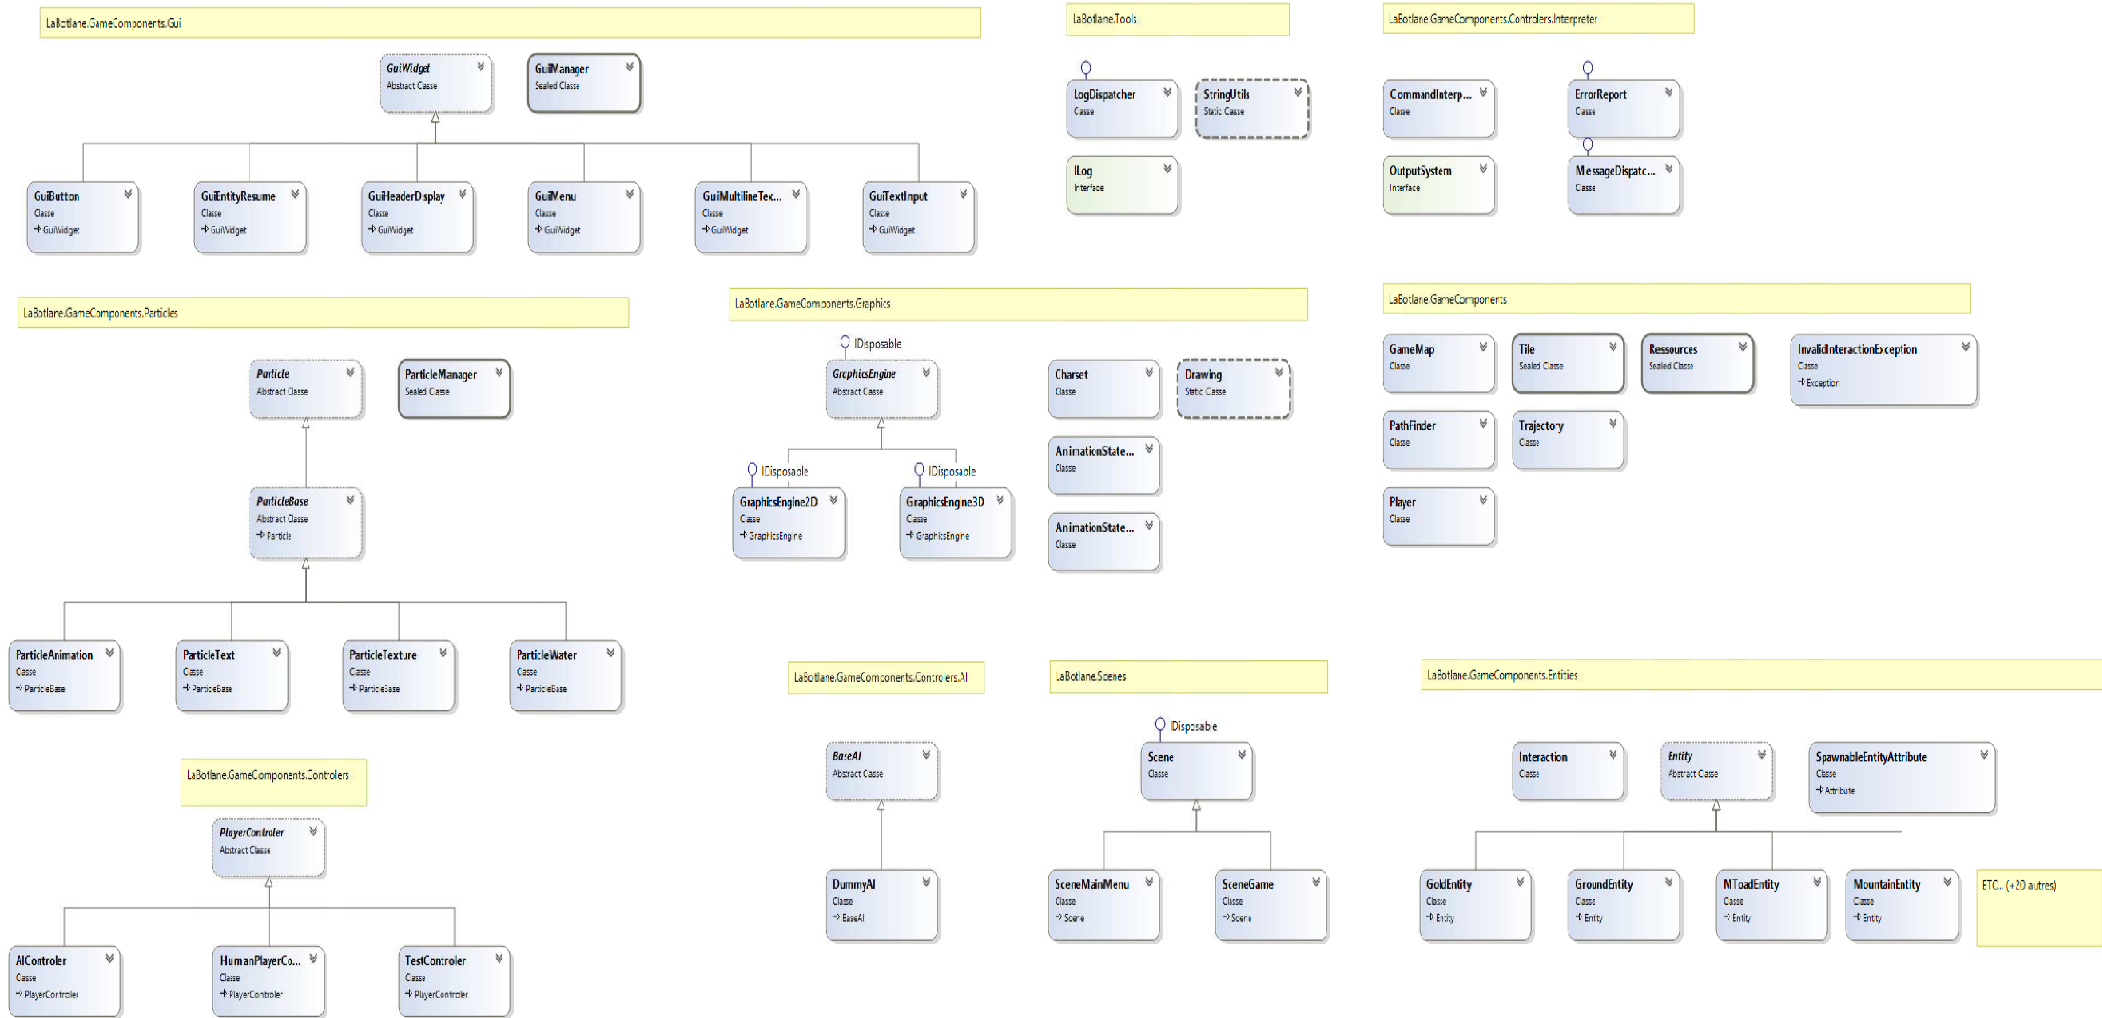 LaBotlane.GameComponents.Gui
GuiWidget
Abstract Classe
GuiManager
Sealed Classe
GuiButton
Classe
GuiWidget
GuiEntityResume
Classe
GuiWidget
GuiHeaderDisplay
Classe
GuiWidget
GuiMenu
Classe
GuiWidget
GuiMultilineTex...
Classe
GuiWidget
GuiTextInput
Classe
GuiWidget
LaBotlane.Tools
LogDispatcher
Classe
StringUtils
Static Classe
ILog
Interface
LaBotlane.GameComponents.Controlers.Interpreter
CommandInterp...
Classe
ErrorReport
Classe
OutputSystem
Interface
MessageDispatc...
Classe
LaBotlane.GameComponents.Particles
Particle
Abstract Classe
ParticleManager
Sealed Classe
ParticleBase
Abstract Classe
Particle
ParticleAnimation
Classe
ParticleBase
ParticleText
Classe
ParticleBase
ParticleTexture
Classe
ParticleBase
ParticleWater
Classe
ParticleBase
LaBotlane.GameComponents.Graphics
IDisposable
GraphicsEngine
Abstract Classe
IDisposable
GraphicsEngine2D
Classe
GraphicsEngine
IDisposable
GraphicsEngine3D
Classe
GraphicsEngine
Charset
Classe
Drawing
Static Classe
AnimationState...
Classe
AnimationState...
Classe
LaBotlane.GameComponents
GameMap
Classe
Tile
Sealed Classe
Ressources
Sealed Classe
InvalidInteractionException
Classe
Exception
PathFinder
Classe
Trajectory
Classe
Player
Classe
LaBotlane.GameComponents.Controlers
PlayerControler
Abstract Classe
AIControler
Classe
PlayerControler
HumanPlayerCo...
Classe
PlayerControler
TestControler
Classe
PlayerControler
LaBotlane.GameComponents.Controlers.AI
BaseAI
Abstract Classe
DummyAI
Classe
BaseAI
LaBotlane.Scenes
IDisposable
Scene
Classe
SceneMainMenu
Classe
Scene
SceneGame
Classe
Scene
LaBotlane.GameComponents.Entities
Interaction
Classe
Entity
Abstract Classe
SpawnableEntityAttribute
Classe
Attribute
GoldEntity
Classe
Entity
GroundEntity
Classe
Entity
MToadEntity
Classe
Entity
MountainEntity
Classe
Entity
ETC... (+20 autres)